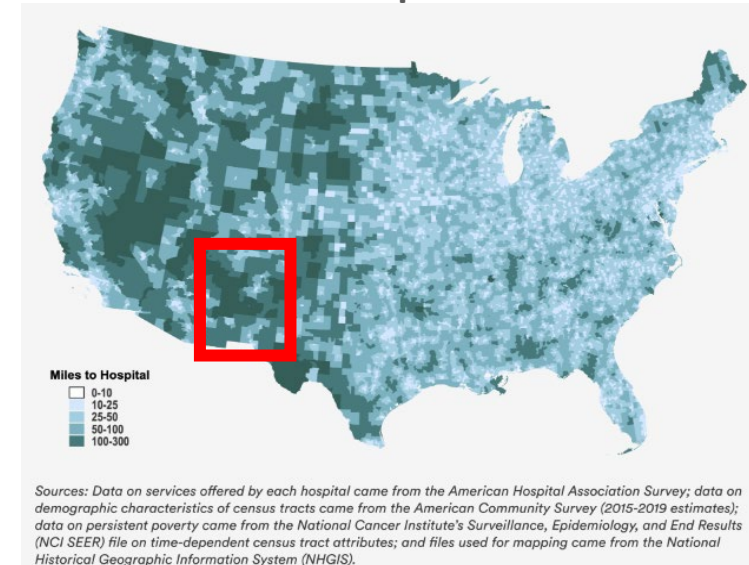 Miles to Hospital
0-10
10-25
25-50
50-100
100-300
Sources: Data on services offered by each hospital came from the American Hospital Association Survey; data on
demographic characteristics of census tracts came from the American Community Survey (2015-2019 estimates);
data on persistent poverty came from the National Cancer Institute's Surveillance, Epidemiology, and End Results
(NCI SEER) file on time-dependent census tract attributes; and files used for mapping came from the National
Historical Geographic Information System (NHGIS).